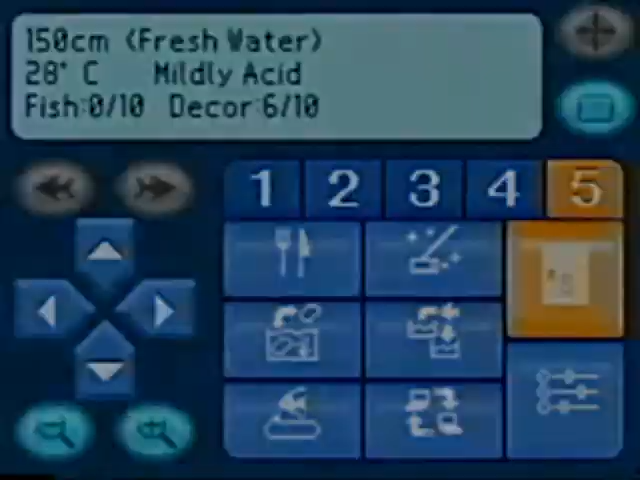 150cm (Fresh Water)
28° C Mildly Acid
Fish:0/10 Decor:6/10
1 2 3 4 5